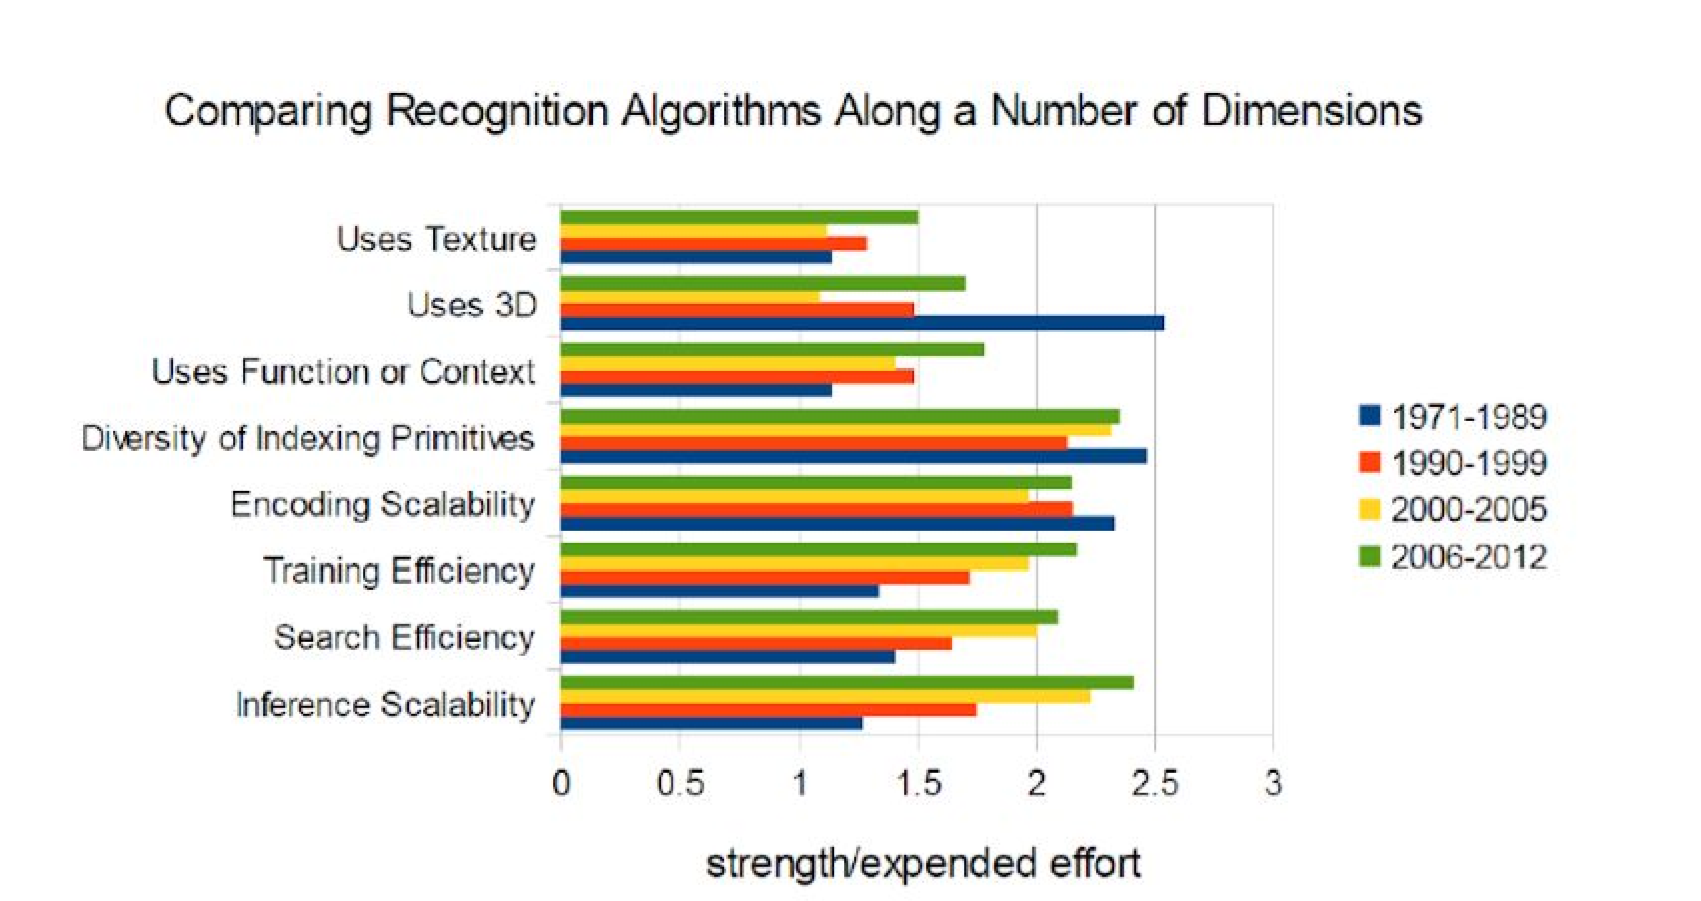 Comparing Recognition Algorithms Along a Number of Dimensions
Uses Texture
Uses 3D
Uses Function or Context
Diversity of Indexing Primitives
Encoding Scalability
Training Efficiency
Search Efficiency
Inference Scalability
1971-1989
1990-1999
2000-2005
2006-2012
0 0.5 1 1.5 2 2.5 3
strength/expended effort